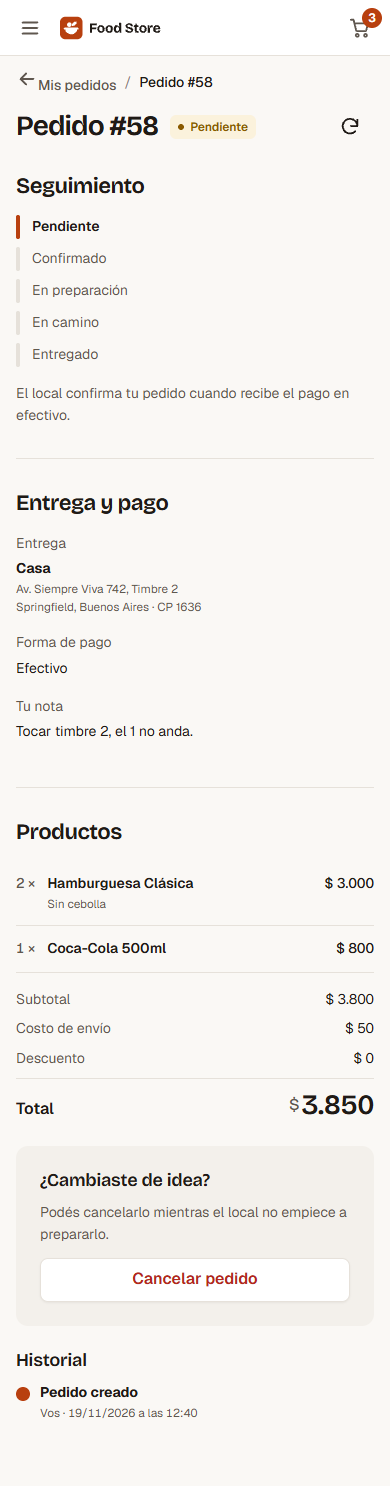 Food Store
3
Mis pedidos / Pedido #58
Pedido #58
Pendiente
Seguimiento
Pendiente
Confirmado
En preparación
En camino
Entregado
El local confirma tu pedido cuando recibe el pago en
efectivo.
Entrega y pago
Entrega
Casa
Av. Siempre Viva 742, Timbre 2
Springfield, Buenos Aires · CP 1636
Forma de pago
Efectivo
Tu nota
Tocar timbre 2, el 1 no anda.
Productos
2 × Hamburguesa Clásica $ 3.000
Sin cebolla
1 × Coca-Cola 500ml $ 800
Subtotal $ 3.800
Costo de envío $ 50
Descuento $ 0
Total $ 3.850
¿Cambiaste de idea?
Podés cancelarlo mientras el local no empiece a
prepararlo.
Cancelar pedido
Historial
Pedido creado
Vos · 19/11/2026 a las 12:40